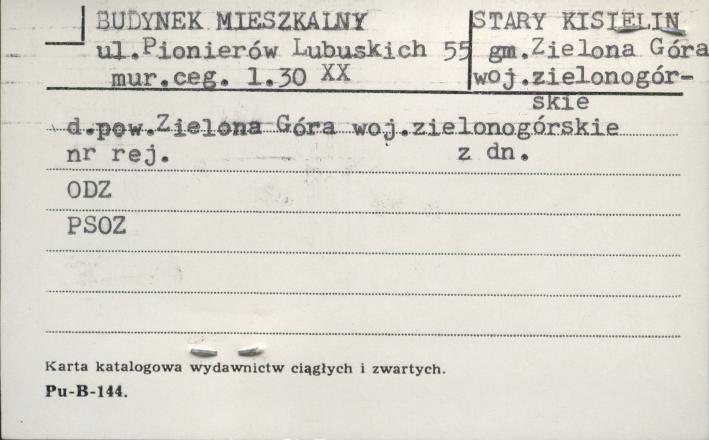 BUDYNEK MIESZKALNY
ul.Pionierów Lubuskich 55
mur.ceg. l.30 XX
STARY KISIELIN
gm.Zielona Góra
woj.zielonogór-
skie
d.pow.Zielona Góra woj.zielonogórskie
nr rej. z dn.
ODZ
PSOZ
Karta katalogowa wydawnictw ciągłych i zwartych.
Pu-B-144.